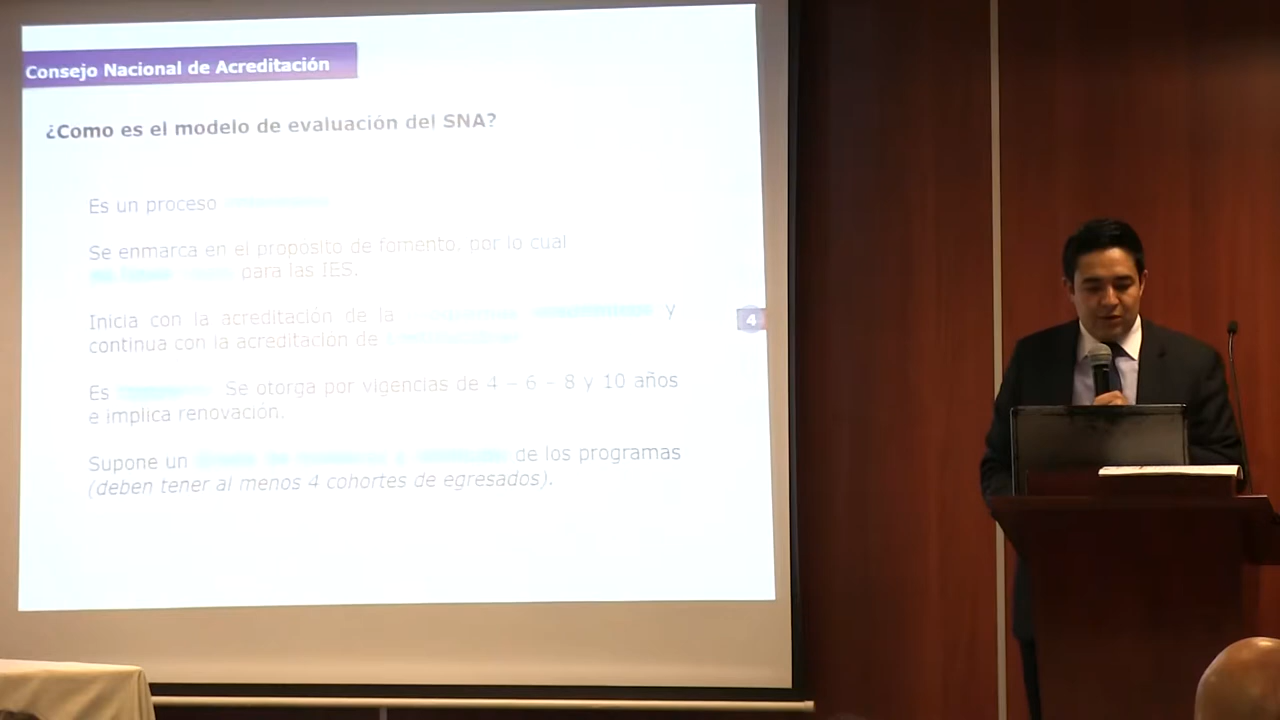 Consejo Nacional de Acreditación
¿Como es el modelo de evaluación del SNA?
Es un proceso
Se enmarca en el propósito de fomento, por lo cual
para las IES.
Inicia con la acreditación de la y
continua con la acreditación de
4
Es Se otorga por vigencias de 4 – 6 – 8 y 10 años
e implica renovación.
Supone un de los programas
(deben tener al menos 4 cohortes de egresados).